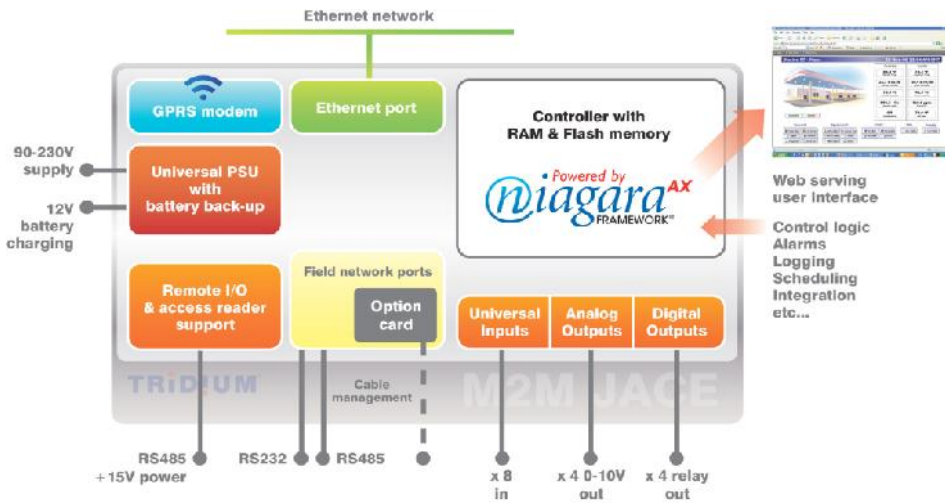 Ethernet network
GPRS modem
Ethernet port
Controller with
RAM & Flash memory
Powered by
niagara AX
FRAMEWORK™
90-230V
supply
12V
battery
charging
Universal PSU
with
battery back-up
Web serving
user interface
Control logic
Alarms
Logging
Scheduling
Integration
etc...
Remote I/O
& access reader
support
Field network ports
Option
card
Universal
Inputs
Analog
Outputs
Digital
Outputs
TRIDIUM
Cable
management
M2M JACE
RS485
+15V power
RS232
RS485
x 8
in
x 4 0-10V
out
x 4 relay
out